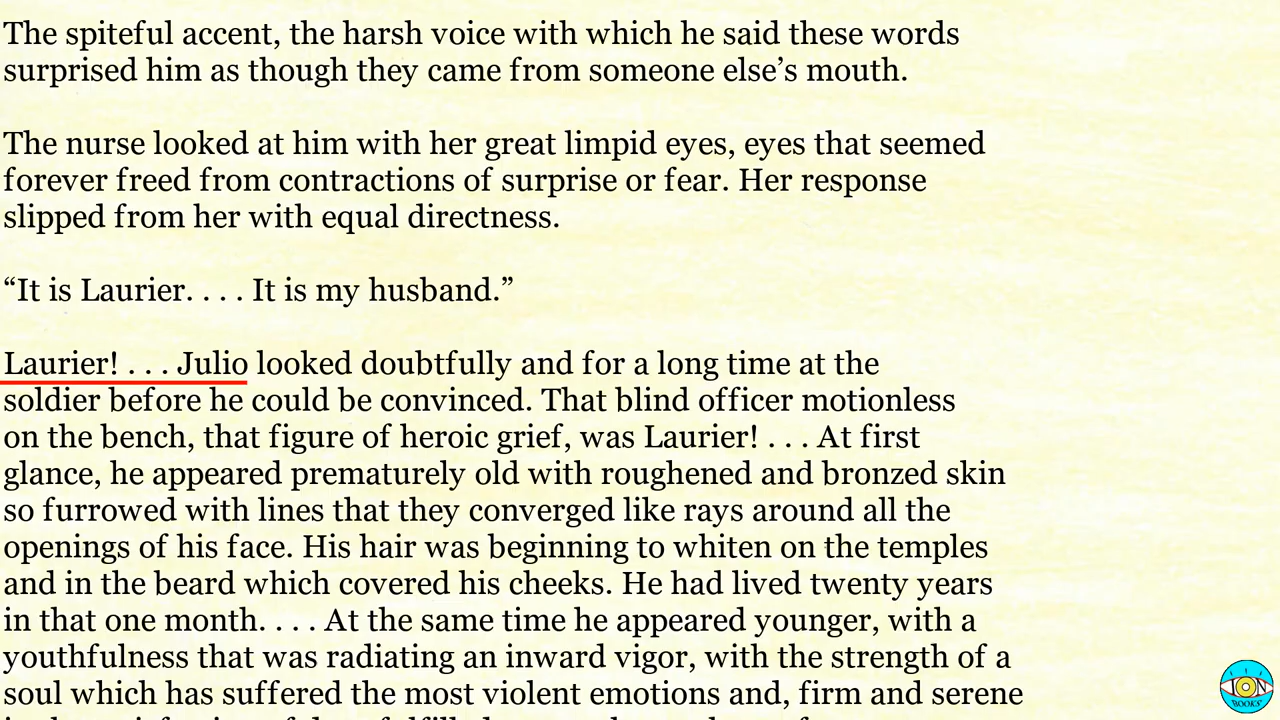 The spiteful accent, the harsh voice with which he said these words
surprised him as though they came from someone else’s mouth.
The nurse looked at him with her great limpid eyes, eyes that seemed
forever freed from contractions of surprise or fear. Her response
slipped from her with equal directness.
“It is Laurier. . . . It is my husband.”
Laurier! . . . Julio looked doubtfully and for a long time at the
soldier before he could be convinced. That blind officer motionless
on the bench, that figure of heroic grief, was Laurier! . . . At first
glance, he appeared prematurely old with roughened and bronzed skin
so furrowed with lines that they converged like rays around all the
openings of his face. His hair was beginning to whiten on the temples
and in the beard which covered his cheeks. He had lived twenty years
in that one month. . . . At the same time he appeared younger, with a
youthfulness that was radiating an inward vigor, with the strength of a
soul which has suffered the most violent emotions and, firm and serene
ION
BOOKS